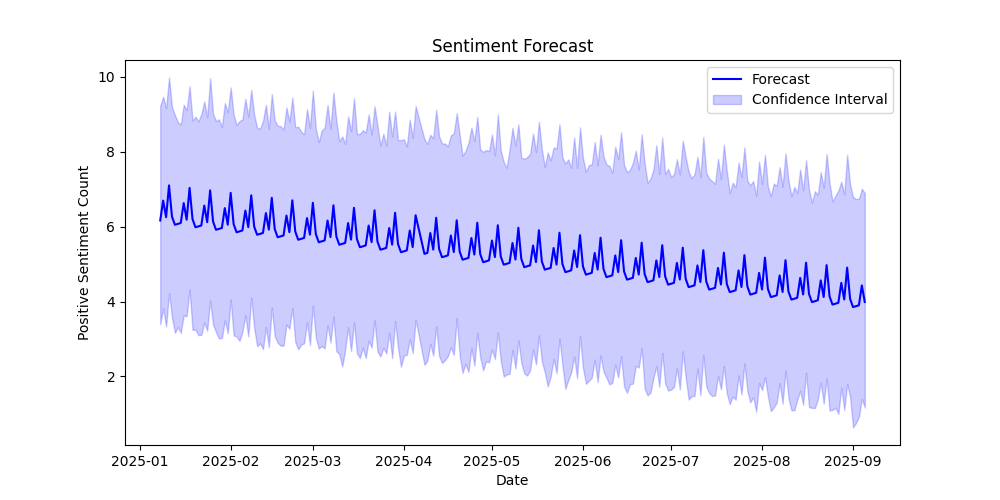 Sentiment Forecast
Forecast
Confidence Interval
Positive Sentiment Count
10
8
6
4
2
2025-01
2025-02
2025-03
2025-04
2025-05
2025-06
2025-07
2025-08
2025-09
Date